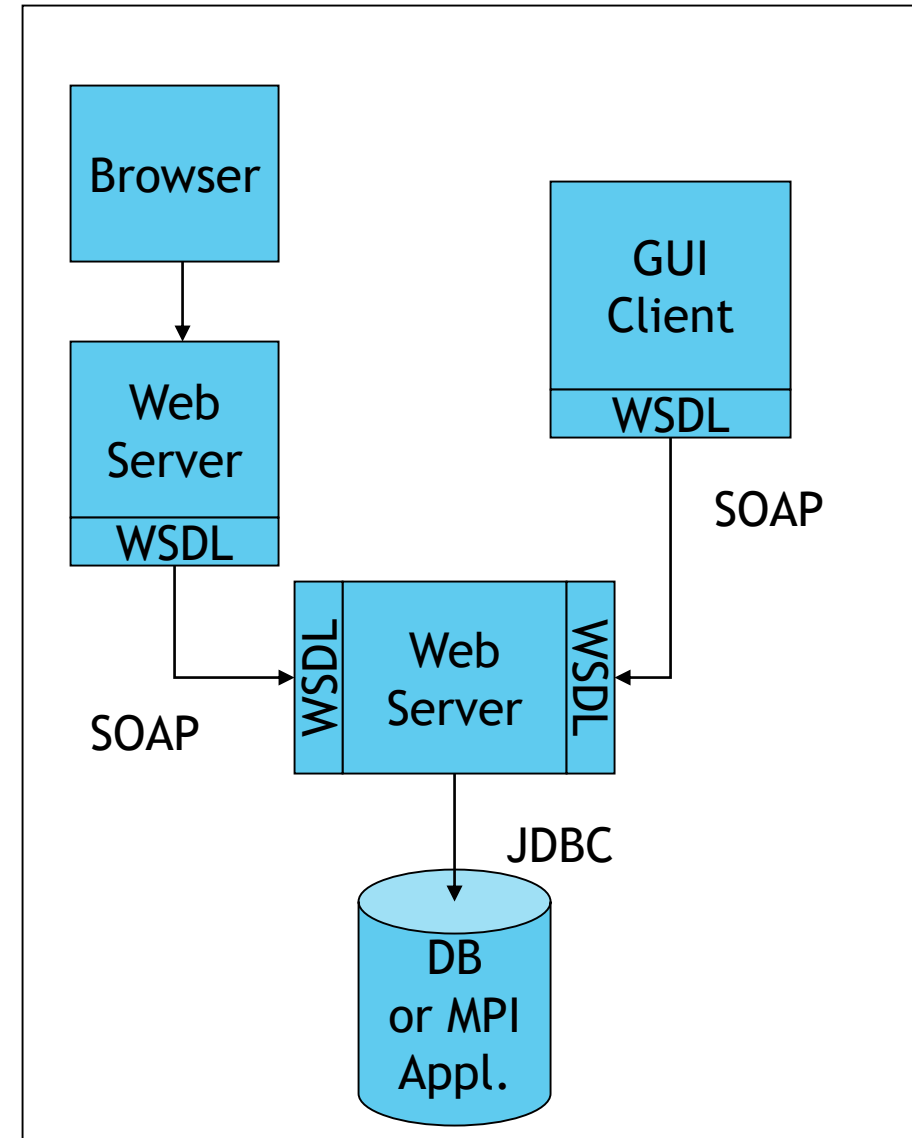 Browser
GUI
Client
WSDL
Web
Server
WSDL
SOAP
SOAP
WSDL
Web
Server
WSDL
JDBC
DB
or MPI
Appl.